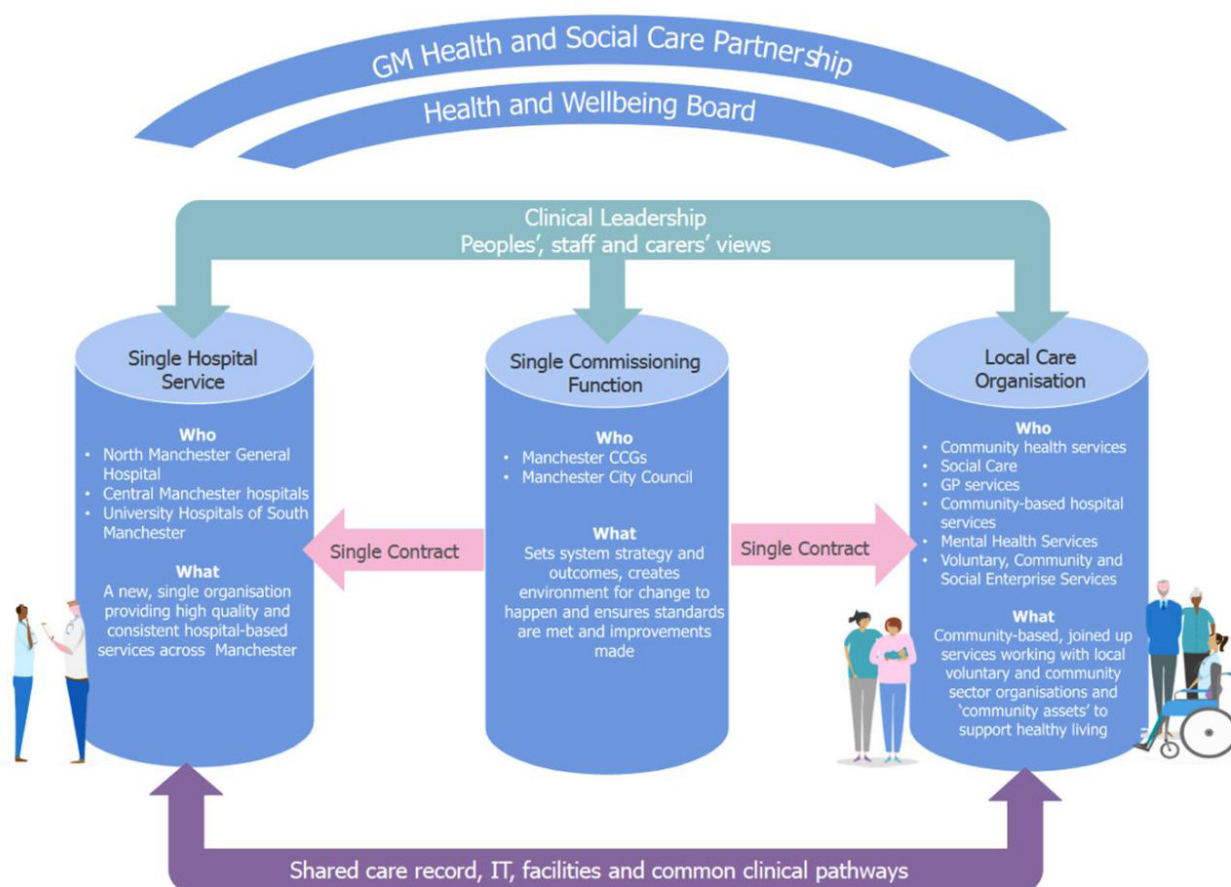 GM Health and Social Care Partnership
Health and Wellbeing Board
Clinical Leadership
Peoples’, staff and carers’ views
Single Hospital
Service
Who
• North Manchester General
Hospital
• Central Manchester hospitals
• University Hospitals of South
Manchester
What
A new, single organisation
providing high quality and
consistent hospital-based
services across Manchester
Single Contract
Single Commissioning
Function
Who
• Manchester CCGs
• Manchester City Council
What
Sets system strategy and
outcomes, creates
environment for change to
happen and ensures standards
are met and improvements
made
Single Contract
Local Care
Organisation
Who
• Community health services
• Social Care
• GP services
• Community-based hospital
services
• Mental Health Services
• Voluntary, Community and
Social Enterprise Services
What
Community-based, joined up
services working with local
voluntary and community
sector organisations and
‘community assets’ to
support healthy living
Shared care record, IT, facilities and common clinical pathways